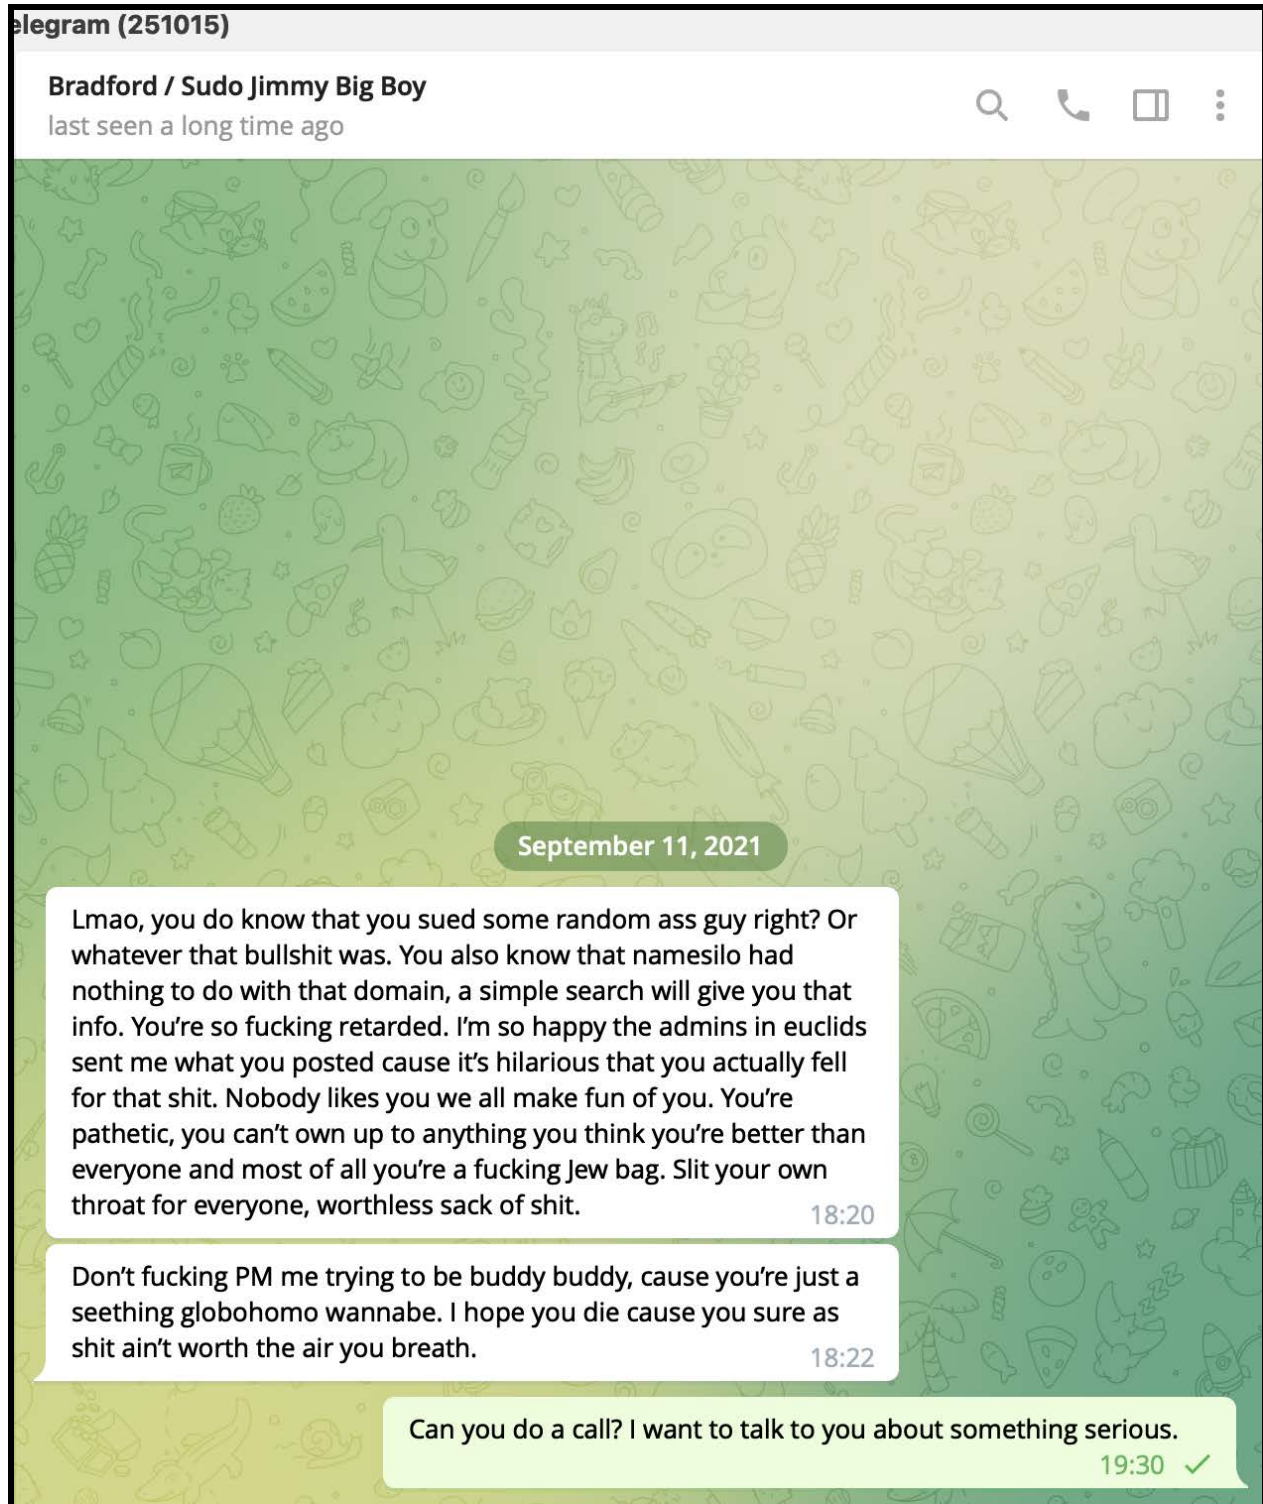 elegram (251015)
Bradford / Sudo Jimmy Big Boy
last seen a long time ago
September 11, 2021
Lmao, you do know that you sued some random ass guy right? Or
whatever that bullshit was. You also know that namesilo had
nothing to do with that domain, a simple search will give you that
info. You're so fucking retarded. I'm so happy the admins in euclids
sent me what you posted cause it's hilarious that you actually fell
for that shit. Nobody likes you we all make fun of you. You're
pathetic, you can't own up to anything you think you're better than
everyone and most of all you're a fucking Jew bag. Slit your own
throat for everyone, worthless sack of shit.
18:20
Don't fucking PM me trying to be buddy buddy, cause you're just a
seething globohomo wannabe. I hope you die cause you sure as
shit ain't worth the air you breath.
18:22
Can you do a call? I want to talk to you about something serious.
19:30